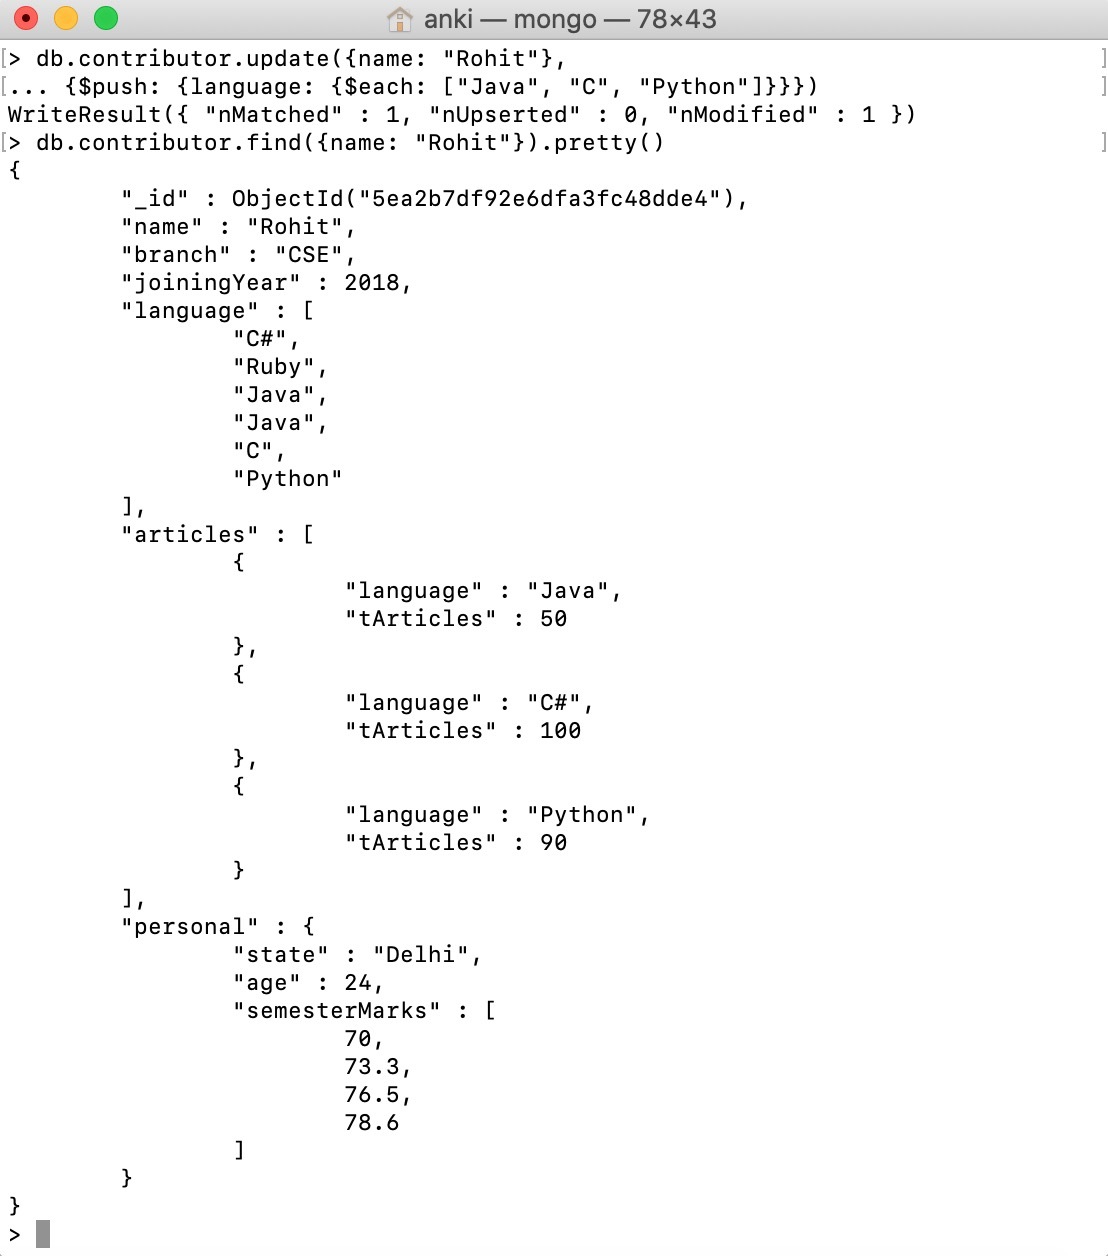 anki — mongo — 78×43
[> db.contributor.update({name: "Rohit"}, ]
[... {$push: {language: {$each: ["Java", "C", "Python"]}}}) ]
WriteResult({ "nMatched" : 1, "nUpserted" : 0, "nModified" : 1 })
[> db.contributor.find({name: "Rohit"}).pretty() ]
{
"_id" : ObjectId("5ea2b7df92e6dfa3fc48dde4"),
"name" : "Rohit",
"branch" : "CSE",
"joiningYear" : 2018,
"language" : [
"C#",
"Ruby",
"Java",
"Java",
"C",
"Python"
],
"articles" : [
{
"language" : "Java",
"tArticles" : 50
},
{
"language" : "C#",
"tArticles" : 100
},
{
"language" : "Python",
"tArticles" : 90
}
],
"personal" : {
"state" : "Delhi",
"age" : 24,
"semesterMarks" : [
70,
73.3,
76.5,
78.6
]
}
}
>